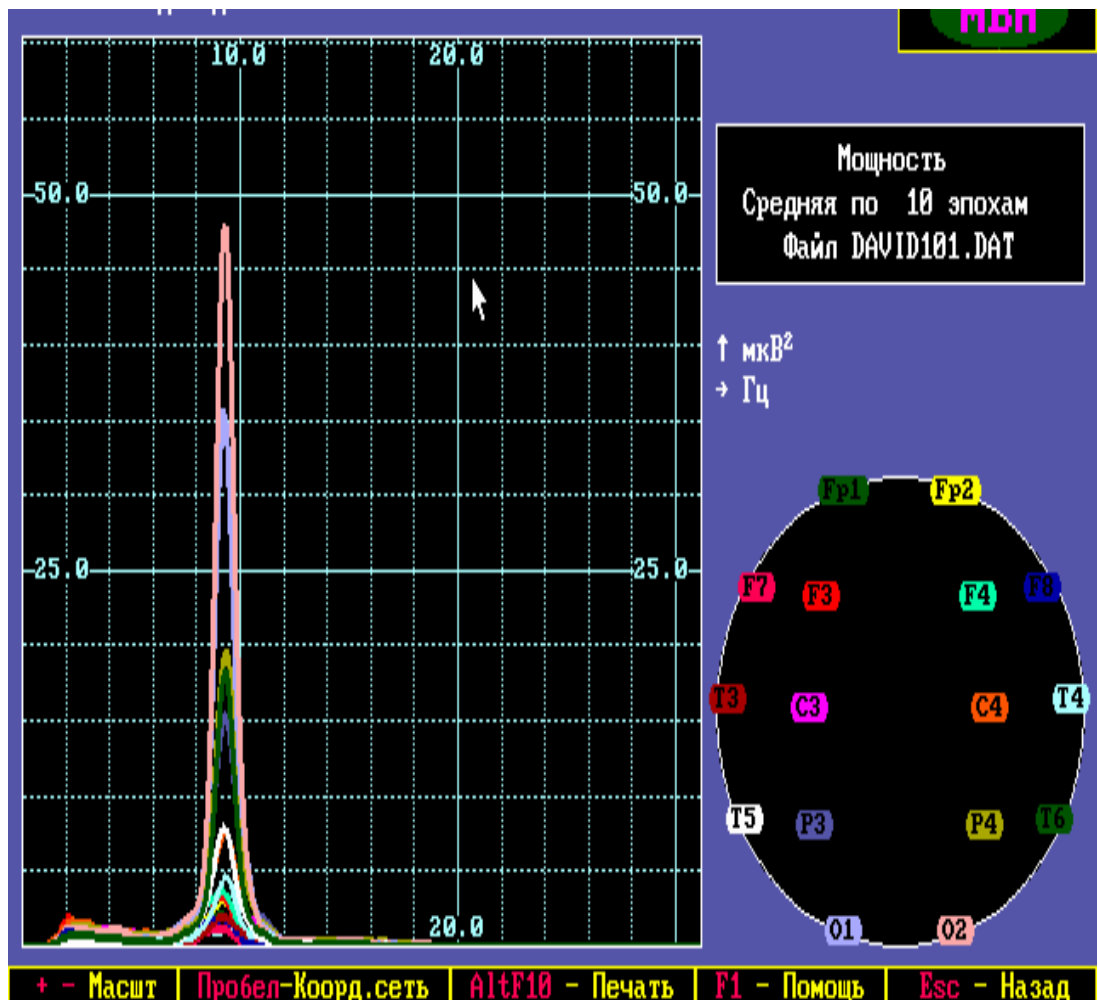 МБН
10.0 20.0
50.0 50.0
25.0 25.0
20.0
Мощность
Средняя по 10 эпохам
Файл DAVID101.DAT
↑ мкВ²
→ Гц
Fp1 Fp2
F7 F3 F4 F8
T3 C3 C4 T4
T5 P3 P4 T6
O1 O2
+ - Масшт Пробел-Коорд.сеть AltF10 - Печать F1 - Помощь Esc - Назад